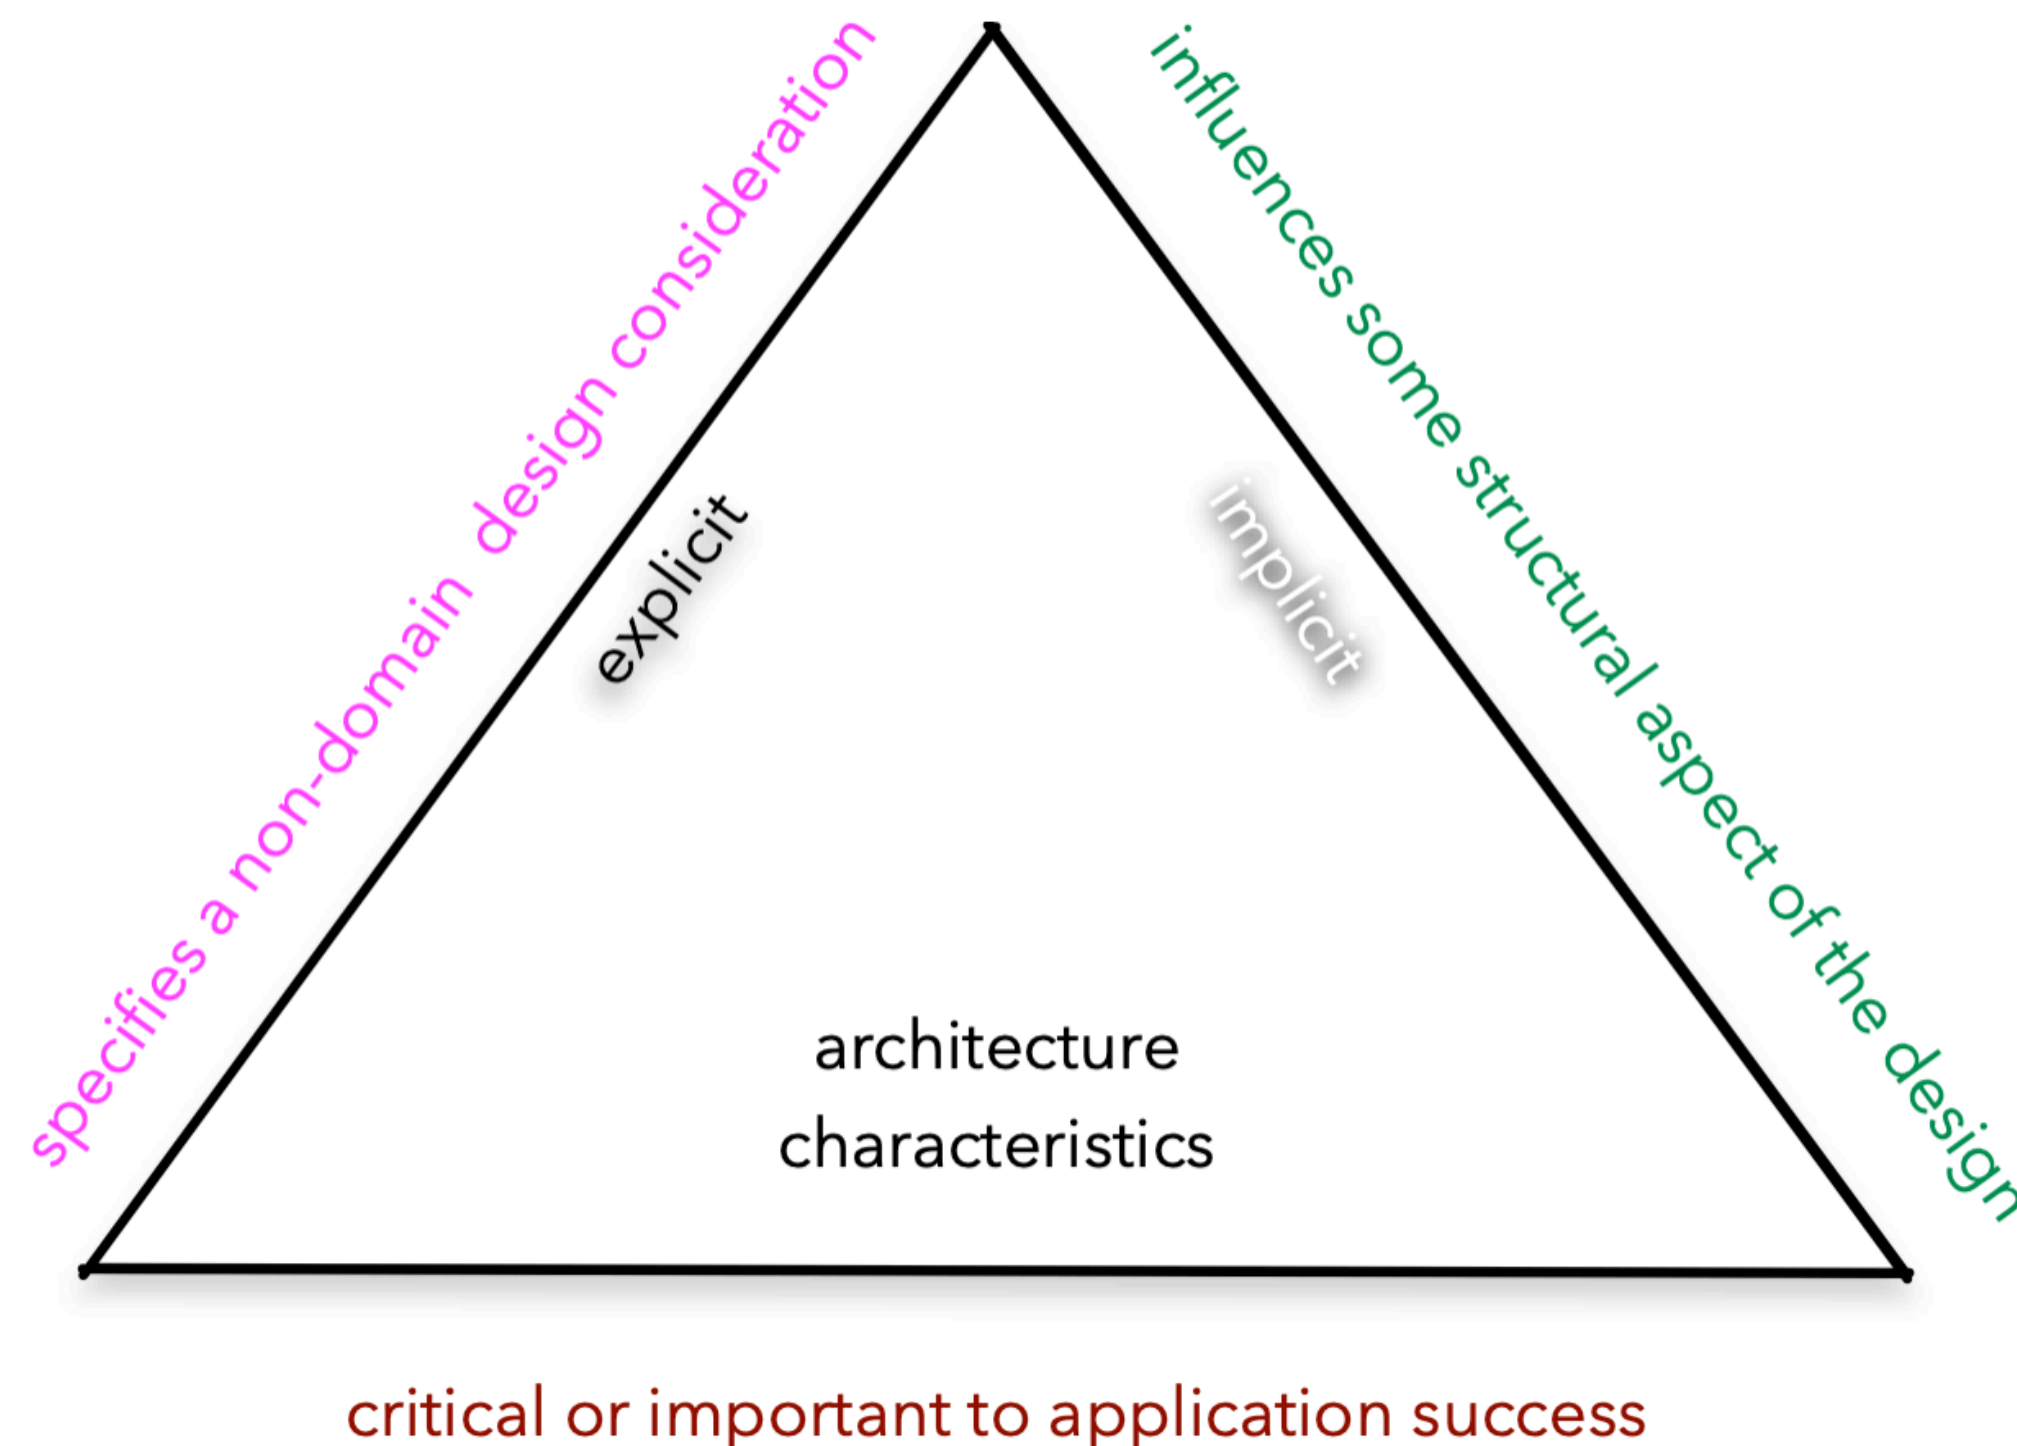 specifies a non-domain design consideration
influences some structural aspect of the design
explicit
implicit
architecture
characteristics
critical or important to application success